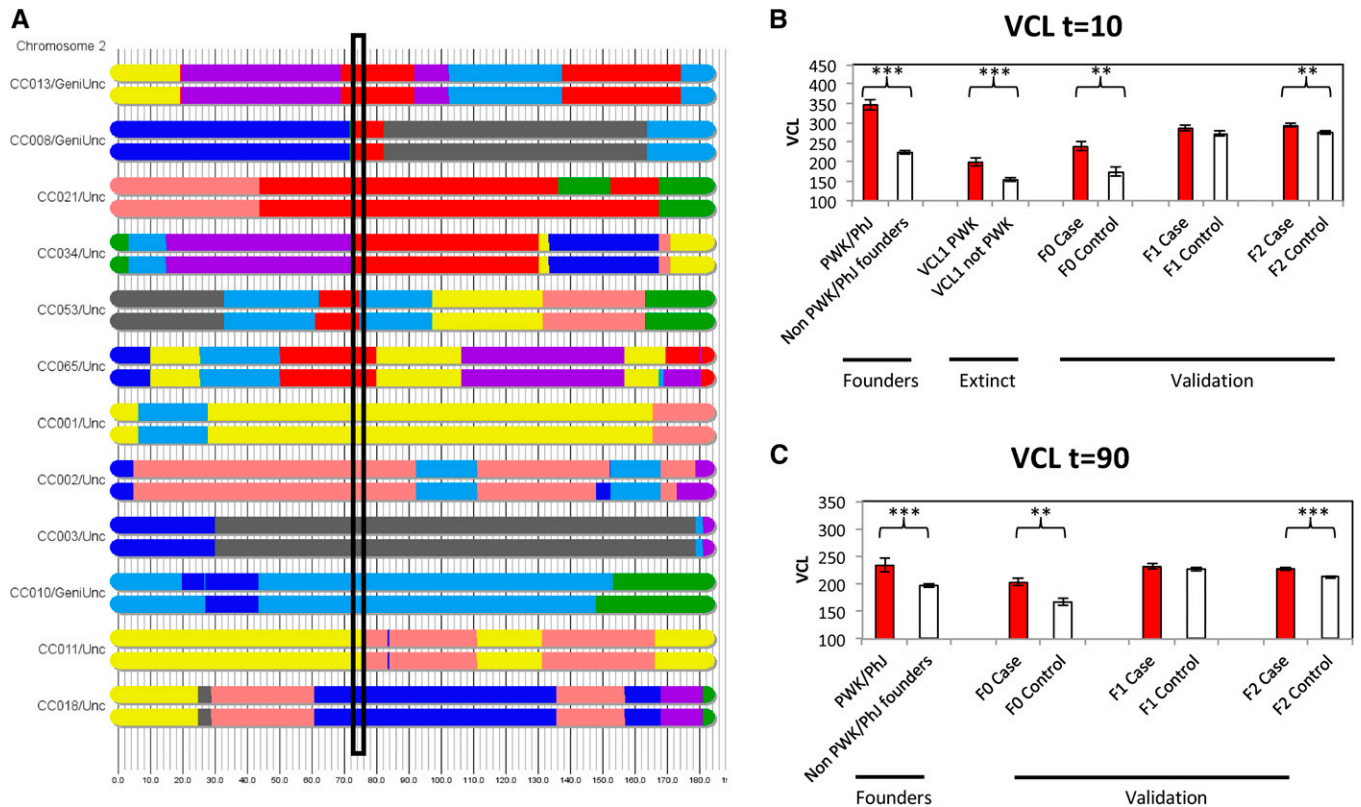 A
Chromosome 2
CC013/GeniUnc
CC008/GeniUnc
CC021/Unc
CC034/Unc
CC053/Unc
CC065/Unc
CC001/Unc
CC002/Unc
CC003/Unc
CC010/GeniUnc
CC011/Unc
CC018/Unc
0.0 10.0 20.0 30.0 40.0 50.0 60.0 70.0 80.0 90.0 100.0 110.0 120.0 130.0 140.0 150.0 160.0 170.0 180.0
B
VCL t=10
VCL
450
400
350
300
250
200
150
100
*** *** ** **
PWK/PhJ
Non PWK/PhJ founders
VCL1 PWK
VCL1 not PWK
F0 Case
F0 Control
F1 Case
F1 Control
F2 Case
F2 Control
Founders Extinct Validation
C
VCL t=90
VCL
350
300
250
200
150
100
*** ** ***
PWK/PhJ
Non PWK/PhJ founders
F0 Case
F0 Control
F1 Case
F1 Control
F2 Case
F2 Control
Founders Validation